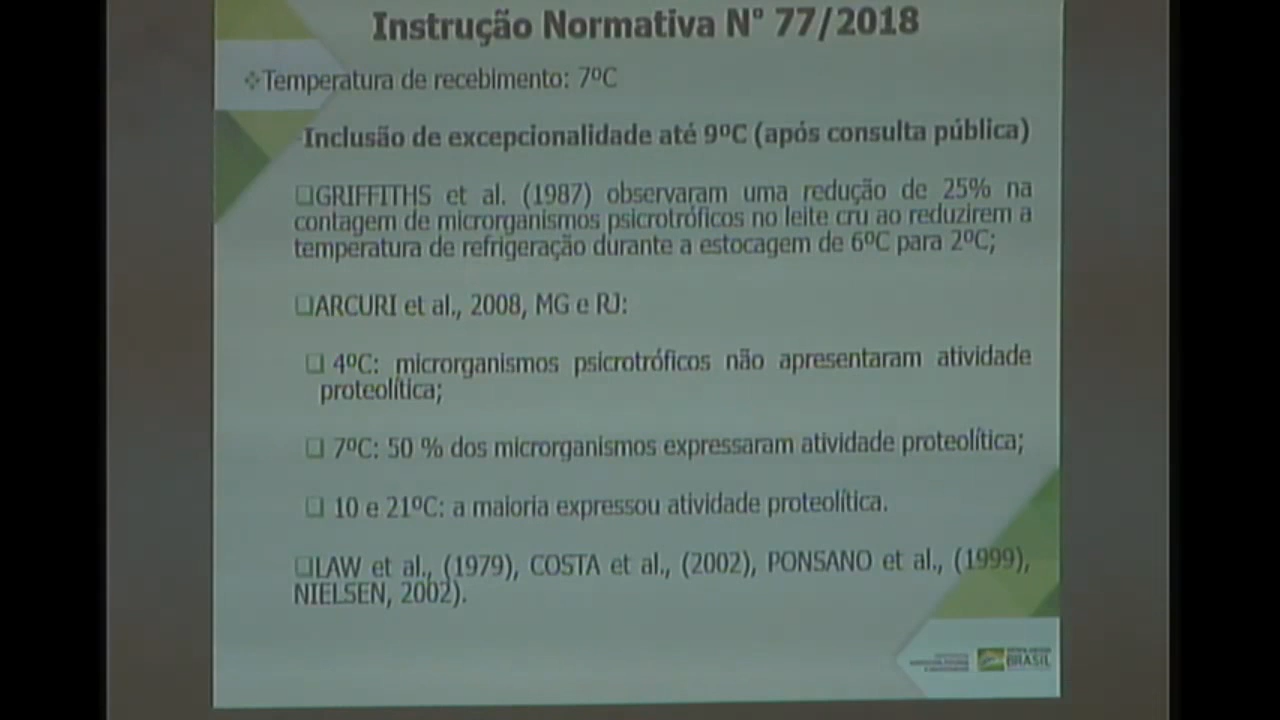 Instrução Normativa N° 77/2018
❖Temperatura de recebimento: 7ºC
Inclusão de excepcionalidade até 9ºC (após consulta pública)
❑GRIFFITHS et al. (1987) observaram uma redução de 25% na
contagem de microrganismos psicrotróficos no leite cru ao reduzirem a
temperatura de refrigeração durante a estocagem de 6ºC para 2ºC;
❑ARCURI et al., 2008, MG e RJ:
❑ 4ºC: microrganismos psicrotróficos não apresentaram atividade
proteolítica;
❑ 7ºC: 50 % dos microrganismos expressaram atividade proteolítica;
❑ 10 e 21ºC: a maioria expressou atividade proteolítica.
❑LAW et al., (1979), COSTA et al., (2002), PONSANO et al., (1999),
NIELSEN, 2002).
BRASIL